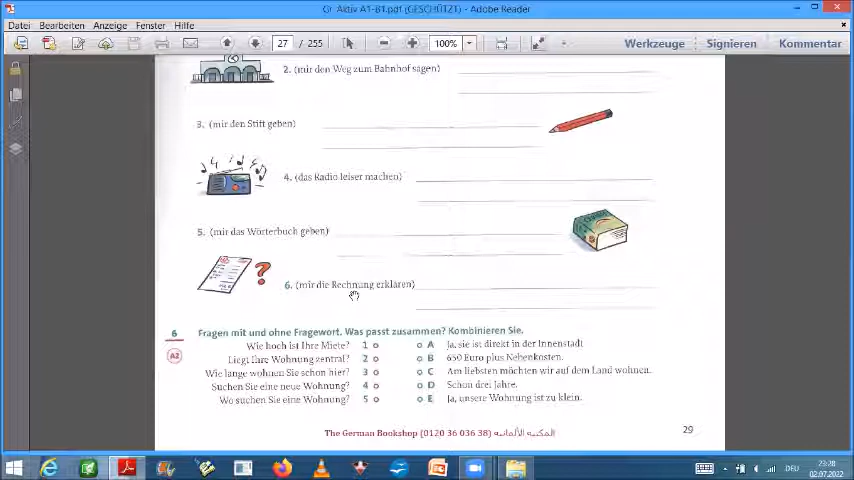 Gr Aktiv A1-B1.pdf (GESCHÜTZT) - Adobe Reader
Datei Bearbeiten Anzeige Fenster Hilfe
27 / 255 100% Werkzeuge Signieren Kommentar
2. (mir den Weg zum Bahnhof sagen)
3. (mir den Stift geben)
4. (das Radio leiser machen)
5. (mir das Wörterbuch geben)
6. (mir die Rechnung erklären)
6 Fragen mit und ohne Fragewort. Was passt zusammen? Kombinieren Sie.
A2
Wie hoch ist Ihre Miete? 1 A Ja, sie ist direkt in der Innenstadt
Liegt Ihre Wohnung zentral? 2 B 650 Euro plus Nebenkosten.
Wie lange wohnen Sie schon hier? 3 C Am liebsten möchten wir auf dem Land wohnen.
Suchen Sie eine neue Wohnung? 4 D Schon drei Jahre.
Wo suchen Sie eine Wohnung? 5 E Ja, unsere Wohnung ist zu klein.
29
The German Bookshop (0120 36 036 38) المكتبة الألمانية
DE 23:28
02.07.2022